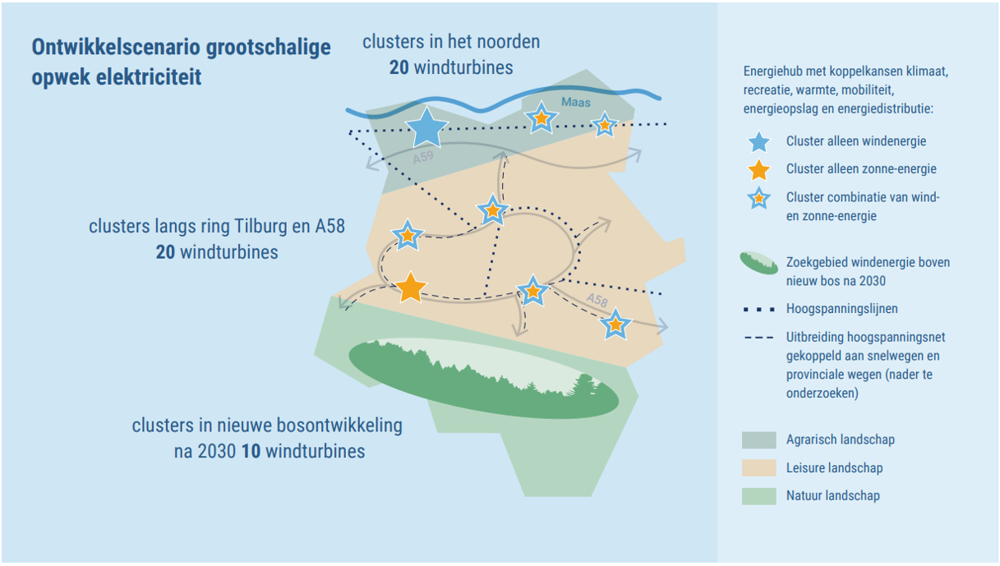 Ontwikkelscenario grootschalige
opwek elektriciteit
clusters in het noorden
20 windturbines
Maas
A59
clusters langs ring Tilburg en A58
20 windturbines
A58
clusters in nieuwe bosontwikkeling
na 2030 10 windturbines
Energiehub met koppelkansen klimaat,
recreatie, warmte, mobiliteit,
energieopslag en energiedistributie:
Cluster alleen windenergie
Cluster alleen zonne-energie
Cluster combinatie van wind-
en zonne-energie
Zoekgebied windenergie boven
nieuw bos na 2030
Hoogspanningslijnen
Uitbreiding hoogspanningsnet
gekoppeld aan snelwegen en
provinciale wegen (nader te
onderzoeken)
Agrarisch landschap
Leisure landschap
Natuur landschap